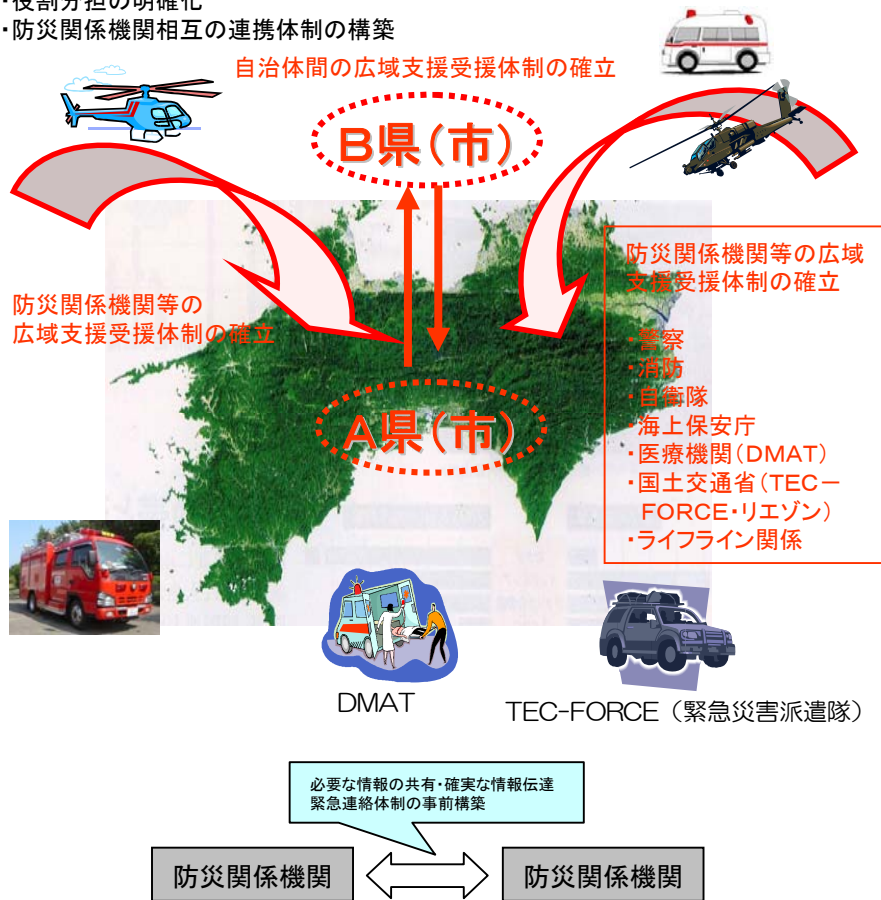 ・役割分担の明確化
・防災関係機関相互の連携体制の構築
自治体間の広域支援受援体制の確立
B県(市)
防災関係機関等の広域
支援受援体制の確立
防災関係機関等の
広域支援受援体制の確立
・警察
・消防
・自衛隊
・海上保安庁
・医療機関(DMAT)
・国土交通省(TEC－
FORCE・リエゾン)
・ライフライン関係
A県(市)
DMAT
TEC-FORCE（緊急災害派遣隊）
必要な情報の共有・確実な情報伝達
緊急連絡体制の事前構築
防災関係機関
防災関係機関